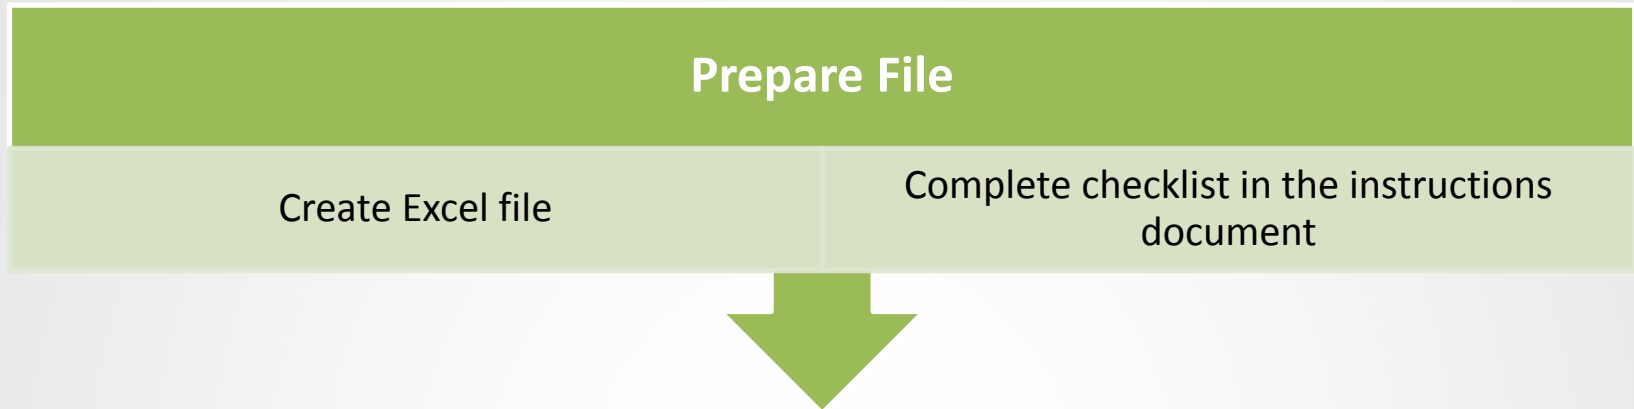 Prepare File
Create Excel file
Complete checklist in the instructions
document